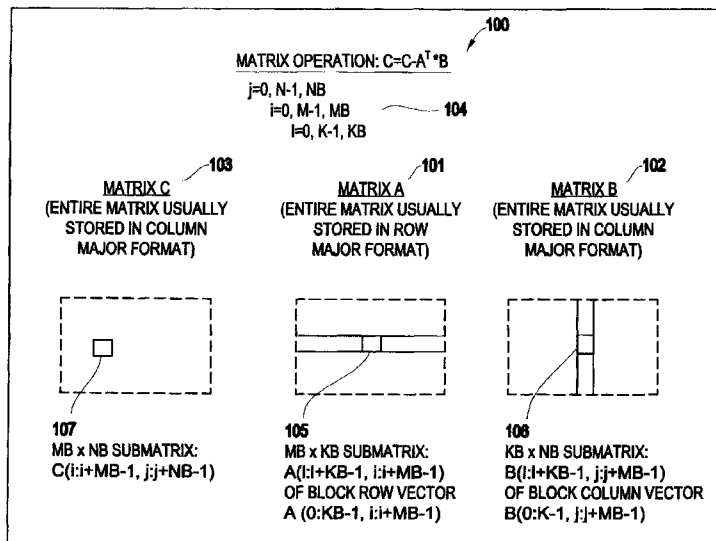 100
MATRIX OPERATION: C=C-Aᵀ*B
j=0, N-1, NB
i=0, M-1, MB
104
l=0, K-1, KB
103
101
102
MATRIX C
(ENTIRE MATRIX USUALLY
STORED IN COLUMN
MAJOR FORMAT)
MATRIX A
(ENTIRE MATRIX USUALLY
STORED IN ROW
MAJOR FORMAT)
MATRIX B
(ENTIRE MATRIX USUALLY
STORED IN COLUMN
MAJOR FORMAT)
107
MB x NB SUBMATRIX:
C(i:i+MB-1, j:j+NB-1)
105
MB x KB SUBMATRIX:
A(l:l+KB-1, i:i+MB-1)
OF BLOCK ROW VECTOR
A (0:KB-1, i:i+MB-1)
106
KB x NB SUBMATRIX:
B(l:l+KB-1, j:j+MB-1)
OF BLOCK COLUMN VECTOR
B(0:K-1, j:j+MB-1)